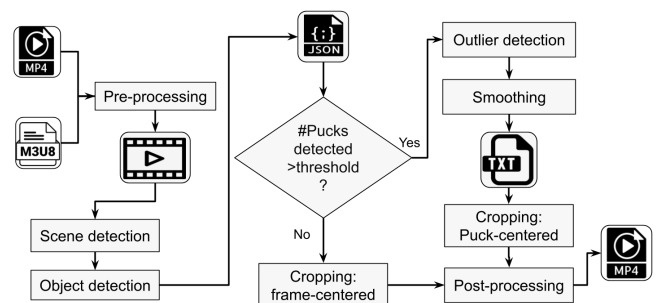 MP4
M3U8
Pre-processing
Scene detection
Object detection
{:}
JSON
#Pucks
detected
>threshold
?
Yes
No
Cropping:
frame-centered
Outlier detection
Smoothing
TXT
Cropping:
Puck-centered
Post-processing
MP4